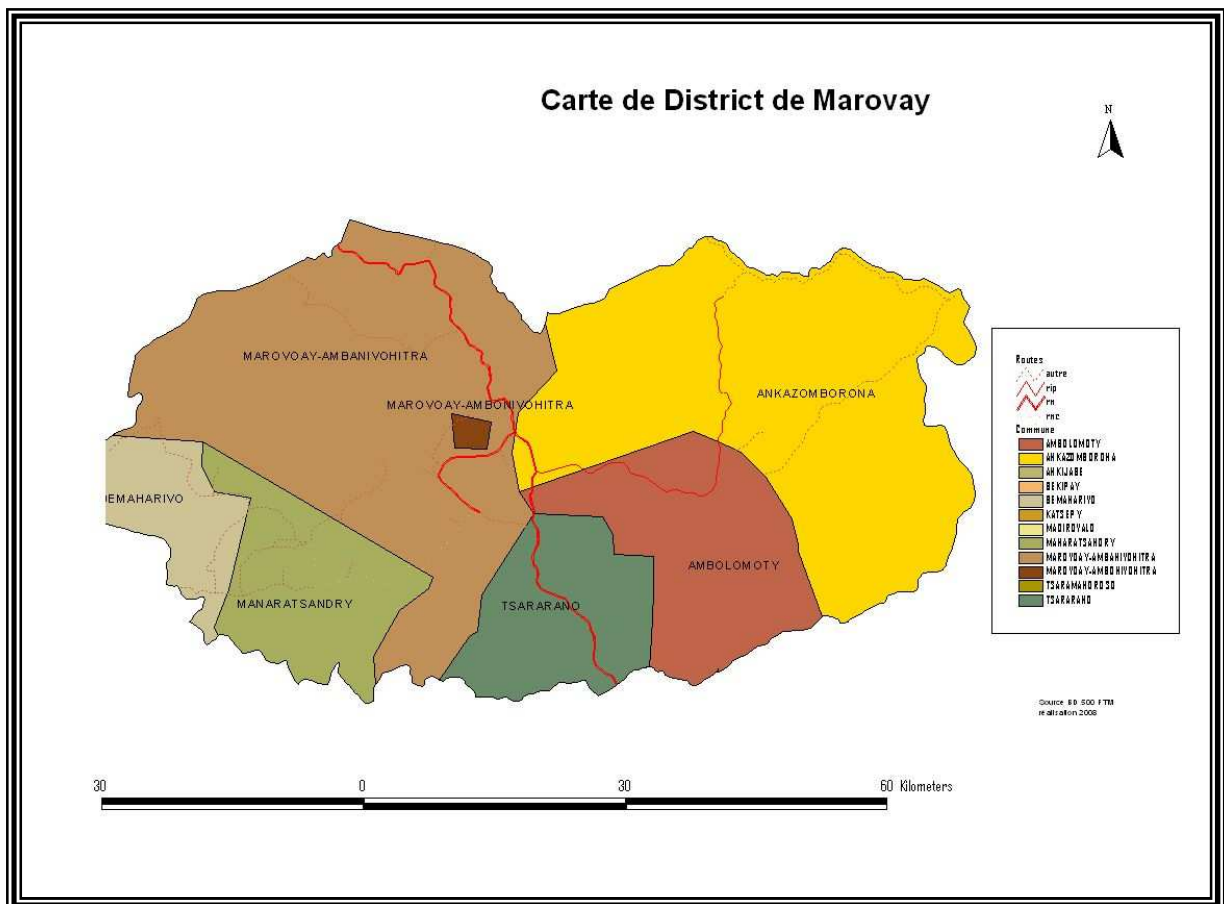 Carte de District de Marovay
N
MAROVOAY-AMBANIVOHITRA
MAROVOAY-AMBONIVOHITRA
ANKAZOMBORONA
DEMAHARIVO
MANARATSANDRY
TSARARANO
AMBOLOMOTY
Routes
autre
rip
rn
rnc
Commune
AMBOLOMOTY
ANKAZOMBORONA
ANKIJABE
BEKIPAY
BEMAHARIVO
KATSEPY
MADIROVALO
MANARATSANDRY
MAROVOAY-AMBANIVOHITRA
MAROVOAY-AMBONIVOHITRA
TSARAMANOROSO
TSARARANO
Source BD 500 FTM
realisation 2008
30 0 30 60 Kilometers